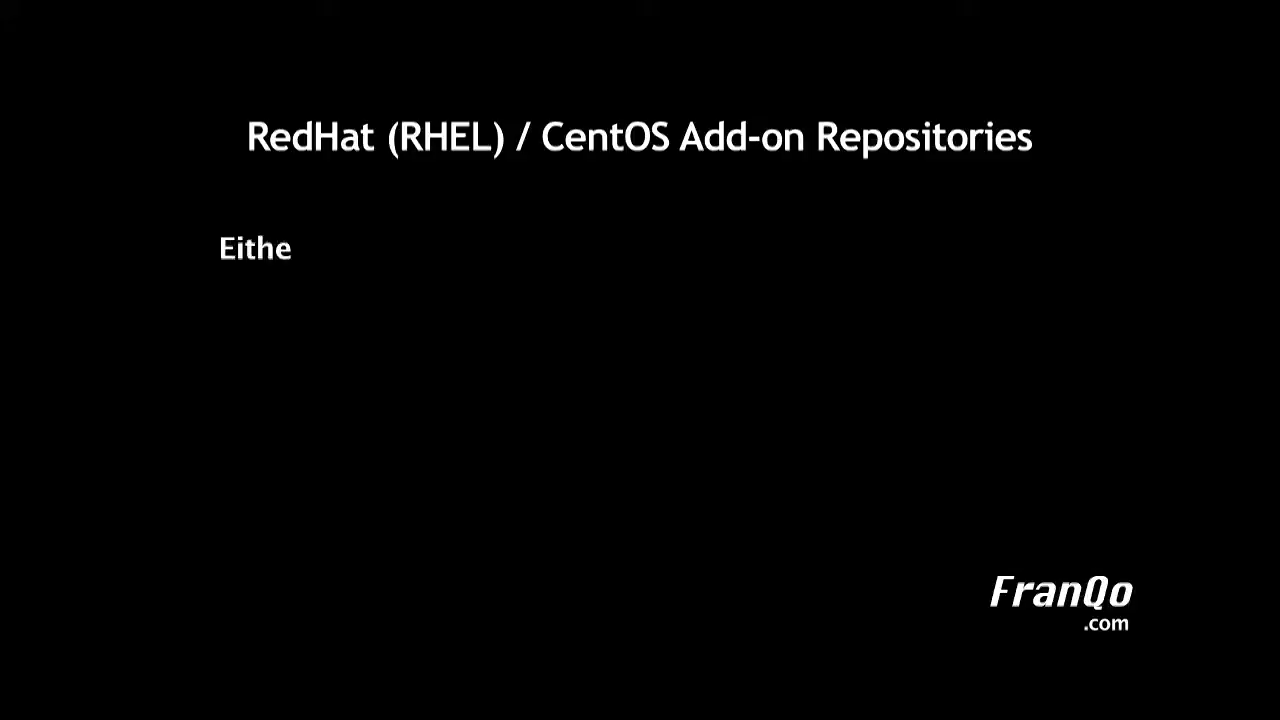 RedHat (RHEL) / CentOS Add-on Repositories
Eithe
FranQo
.com